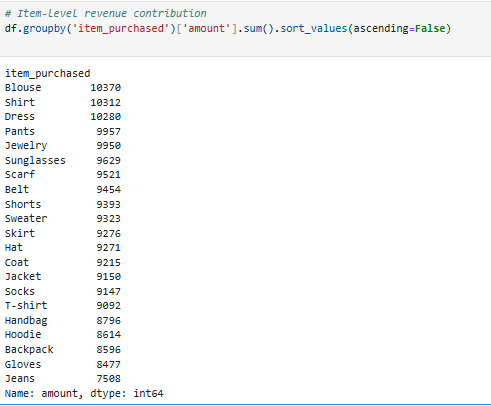 # Item-level revenue contribution
df.groupby('item_purchased')['amount'].sum().sort_values(ascending=False)
item_purchased
Blouse 10370
Shirt 10312
Dress 10280
Pants 9957
Jewelry 9950
Sunglasses 9629
Scarf 9521
Belt 9454
Shorts 9393
Sweater 9323
Skirt 9276
Hat 9271
Coat 9215
Jacket 9150
Socks 9147
T-shirt 9092
Handbag 8796
Hoodie 8614
Backpack 8596
Gloves 8477
Jeans 7508
Name: amount, dtype: int64